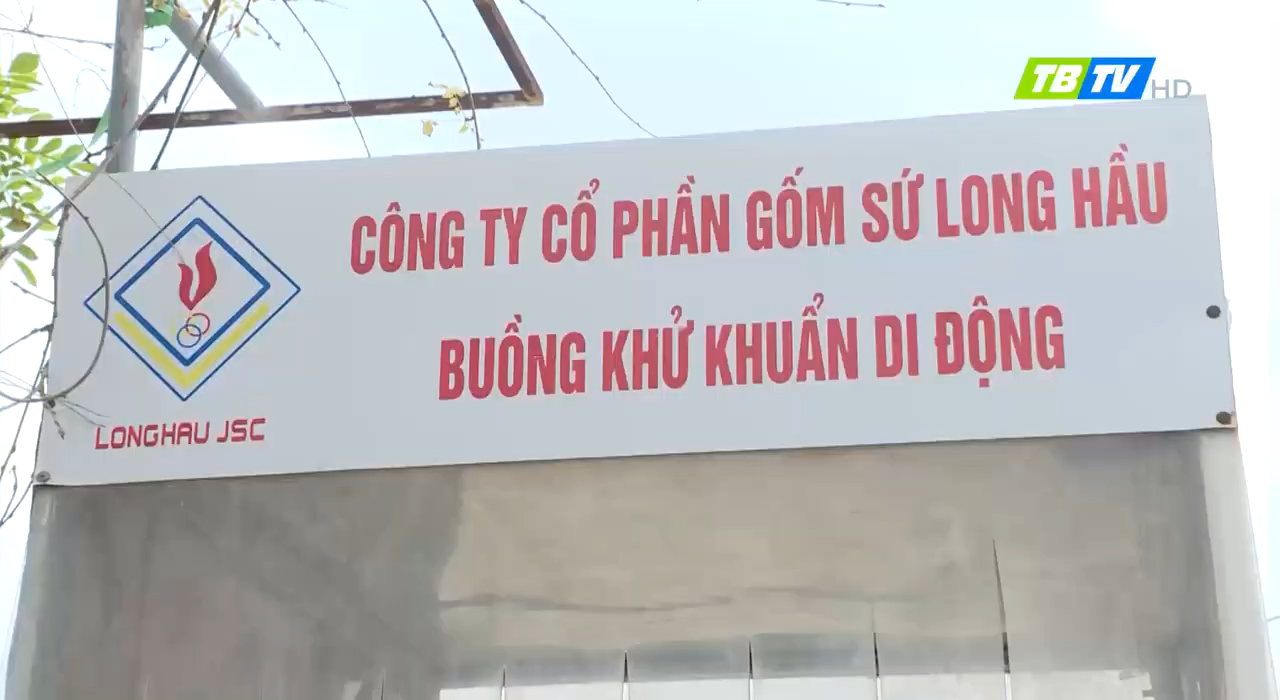 TBTV HD
CÔNG TY CỔ PHẦN GỐM SỨ LONG HẦU
BUỒNG KHỬ KHUẨN DI ĐỘNG
LONGHAU JSC